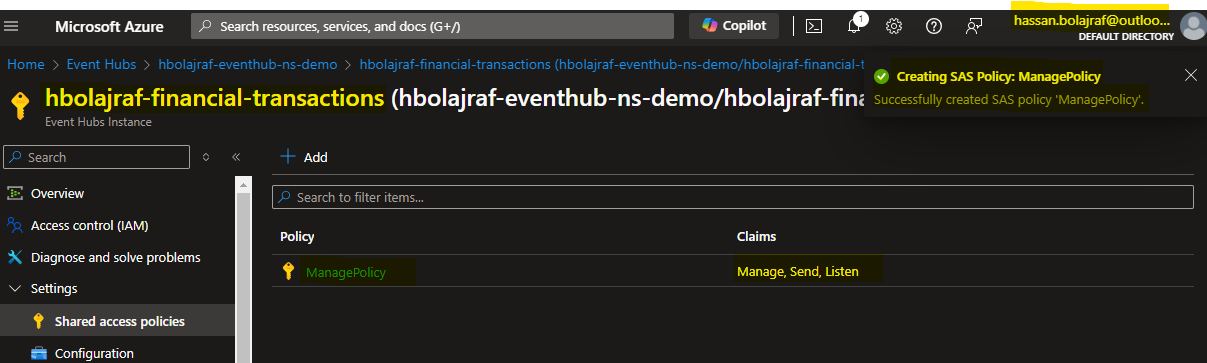 Microsoft Azure
Search resources, services, and docs (G+/)
Copilot
1
hassan.bolajraf@outloo...
DEFAULT DIRECTORY
Home > Event Hubs > hbolajraf-eventhub-ns-demo > hbolajraf-financial-transactions (hbolajraf-eventhub-ns-demo/hbolajraf-financial-t
Creating SAS Policy: ManagePolicy
Successfully created SAS policy 'ManagePolicy'.
hbolajraf-financial-transactions (hbolajraf-eventhub-ns-demo/hbolajraf-fina
Event Hubs Instance
Search
Add
Overview
Search to filter items...
Access control (IAM)
Policy
Claims
Diagnose and solve problems
ManagePolicy
Manage, Send, Listen
Settings
Shared access policies
Configuration